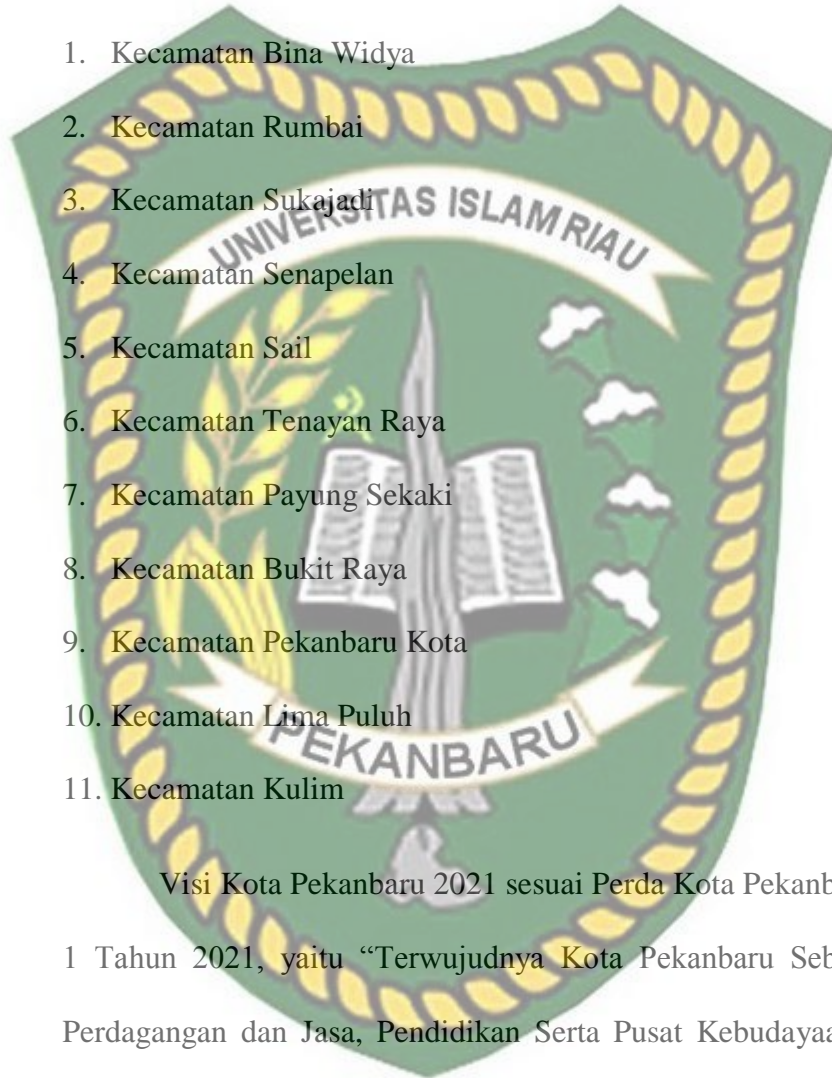 1. Kecamatan Bina Widya
2. Kecamatan Rumbai
3. Kecamatan Sukajadi
UNIVERSITAS ISLAM RIAU
4. Kecamatan Senapelan
5. Kecamatan Sail
6. Kecamatan Tenayan Raya
7. Kecamatan Payung Sekaki
8. Kecamatan Bukit Raya
9. Kecamatan Pekanbaru Kota
10. Kecamatan Lima Puluh
PEKANBARU
11. Kecamatan Kulim
Visi Kota Pekanbaru 2021 sesuai Perda Kota
1 Tahun 2021, yaitu “Terwujudnya Kota Pekanbaru
Perdagangan dan Jasa, Pendidikan Serta Pusat